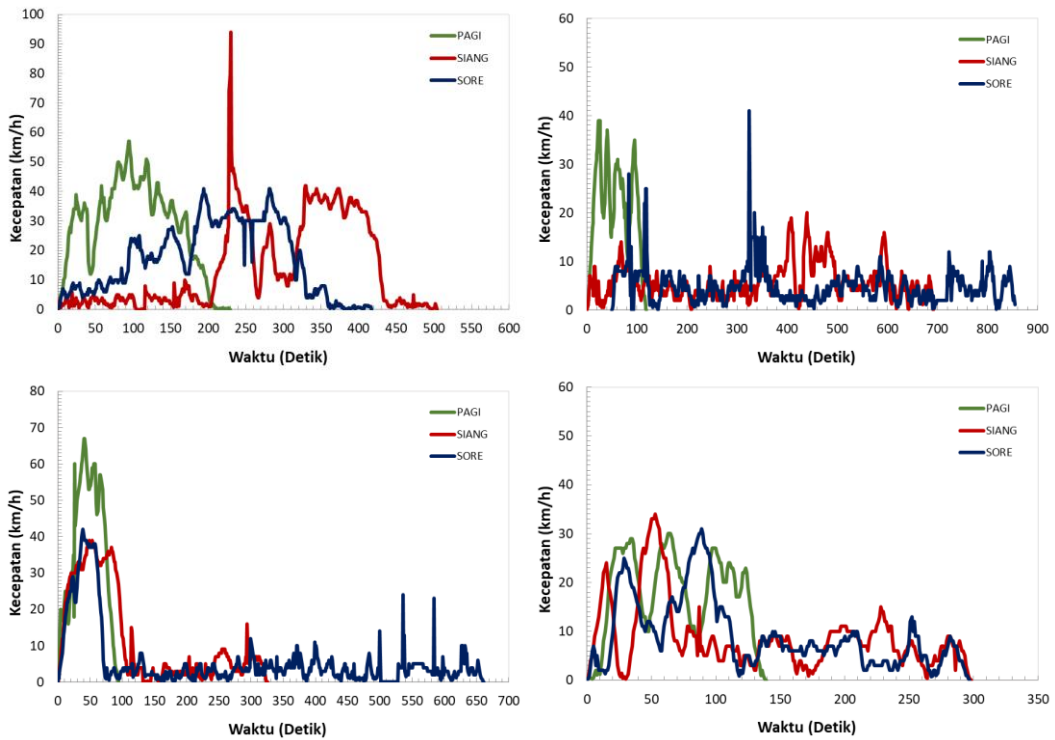 100
90
80
70
60
50
40
30
20
10
0
Kecepatan (km/h)
PAGI
SIANG
SORE
0 50 100 150 200 250 300 350 400 450 500 550 600
Waktu (Detik)
60
50
40
30
20
10
0
Kecepatan (km/h)
PAGI
SIANG
SORE
0 100 200 300 400 500 600 700 800 900
Waktu (Detik)
80
70
60
50
40
30
20
10
0
Kecepatan (km/h)
PAGI
SIANG
SORE
0 50 100 150 200 250 300 350 400 450 500 550 600 650 700
Waktu (Detik)
60
50
40
30
20
10
0
Kecepatan (km/h)
PAGI
SIANG
SORE
0 50 100 150 200 250 300 350
Waktu (Detik)